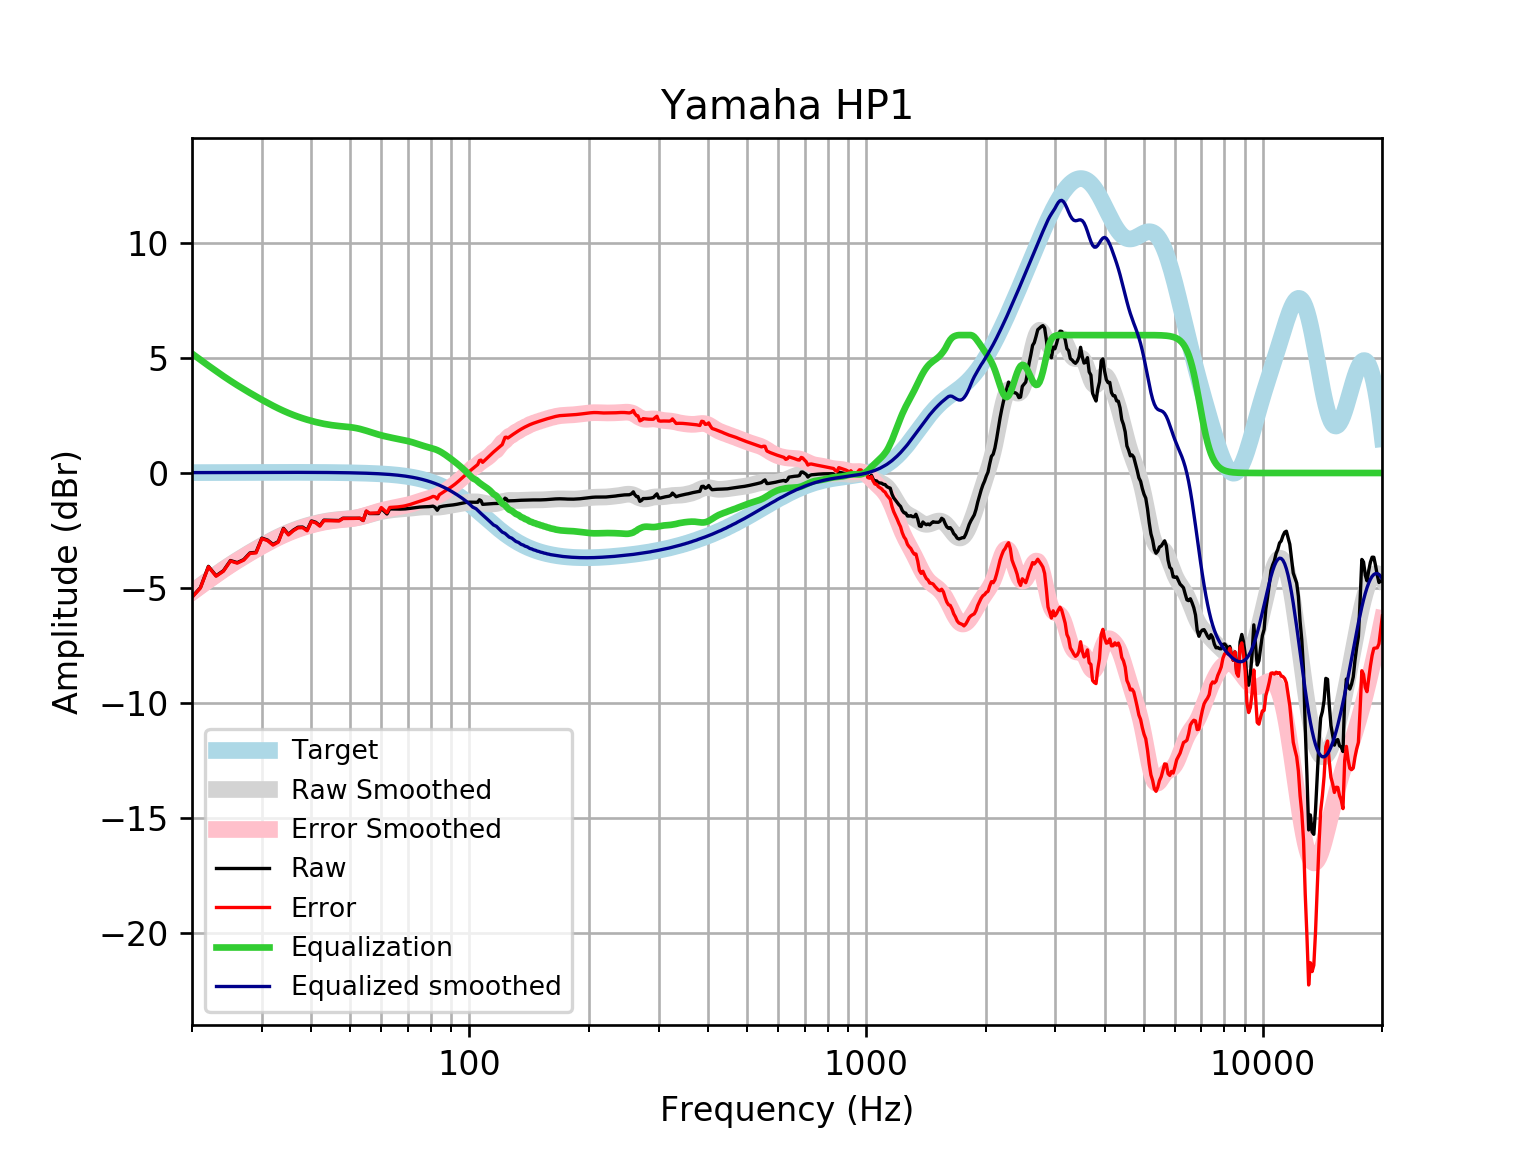 Yamaha HP1
Amplitude (dBr)
10
5
0
−5
−10
−15
−20
Target
Raw Smoothed
Error Smoothed
Raw
Error
Equalization
Equalized smoothed
100
1000
10000
Frequency (Hz)